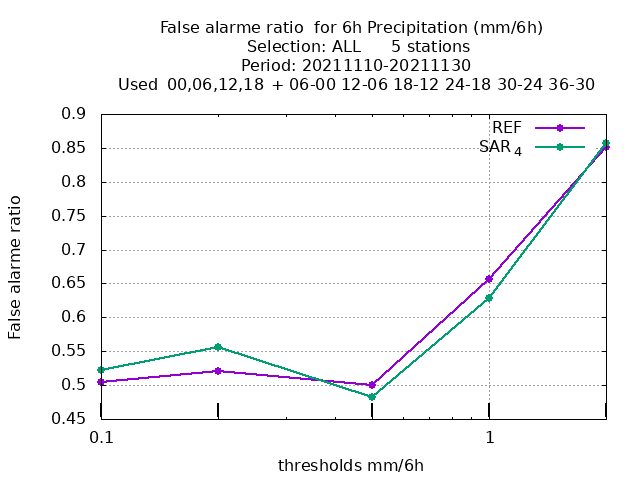 False alarme ratio  for 6h Precipitation (mm/6h)
Selection: ALL      5 stations
Period: 20211110-20211130
Used  00,06,12,18  + 06-00 12-06 18-12 24-18 30-24 36-30
REF
SAR 4
0.9
0.85
0.8
0.75
0.7
0.65
0.6
0.55
0.5
0.45
False alarme ratio
0.1
1
thresholds mm/6h